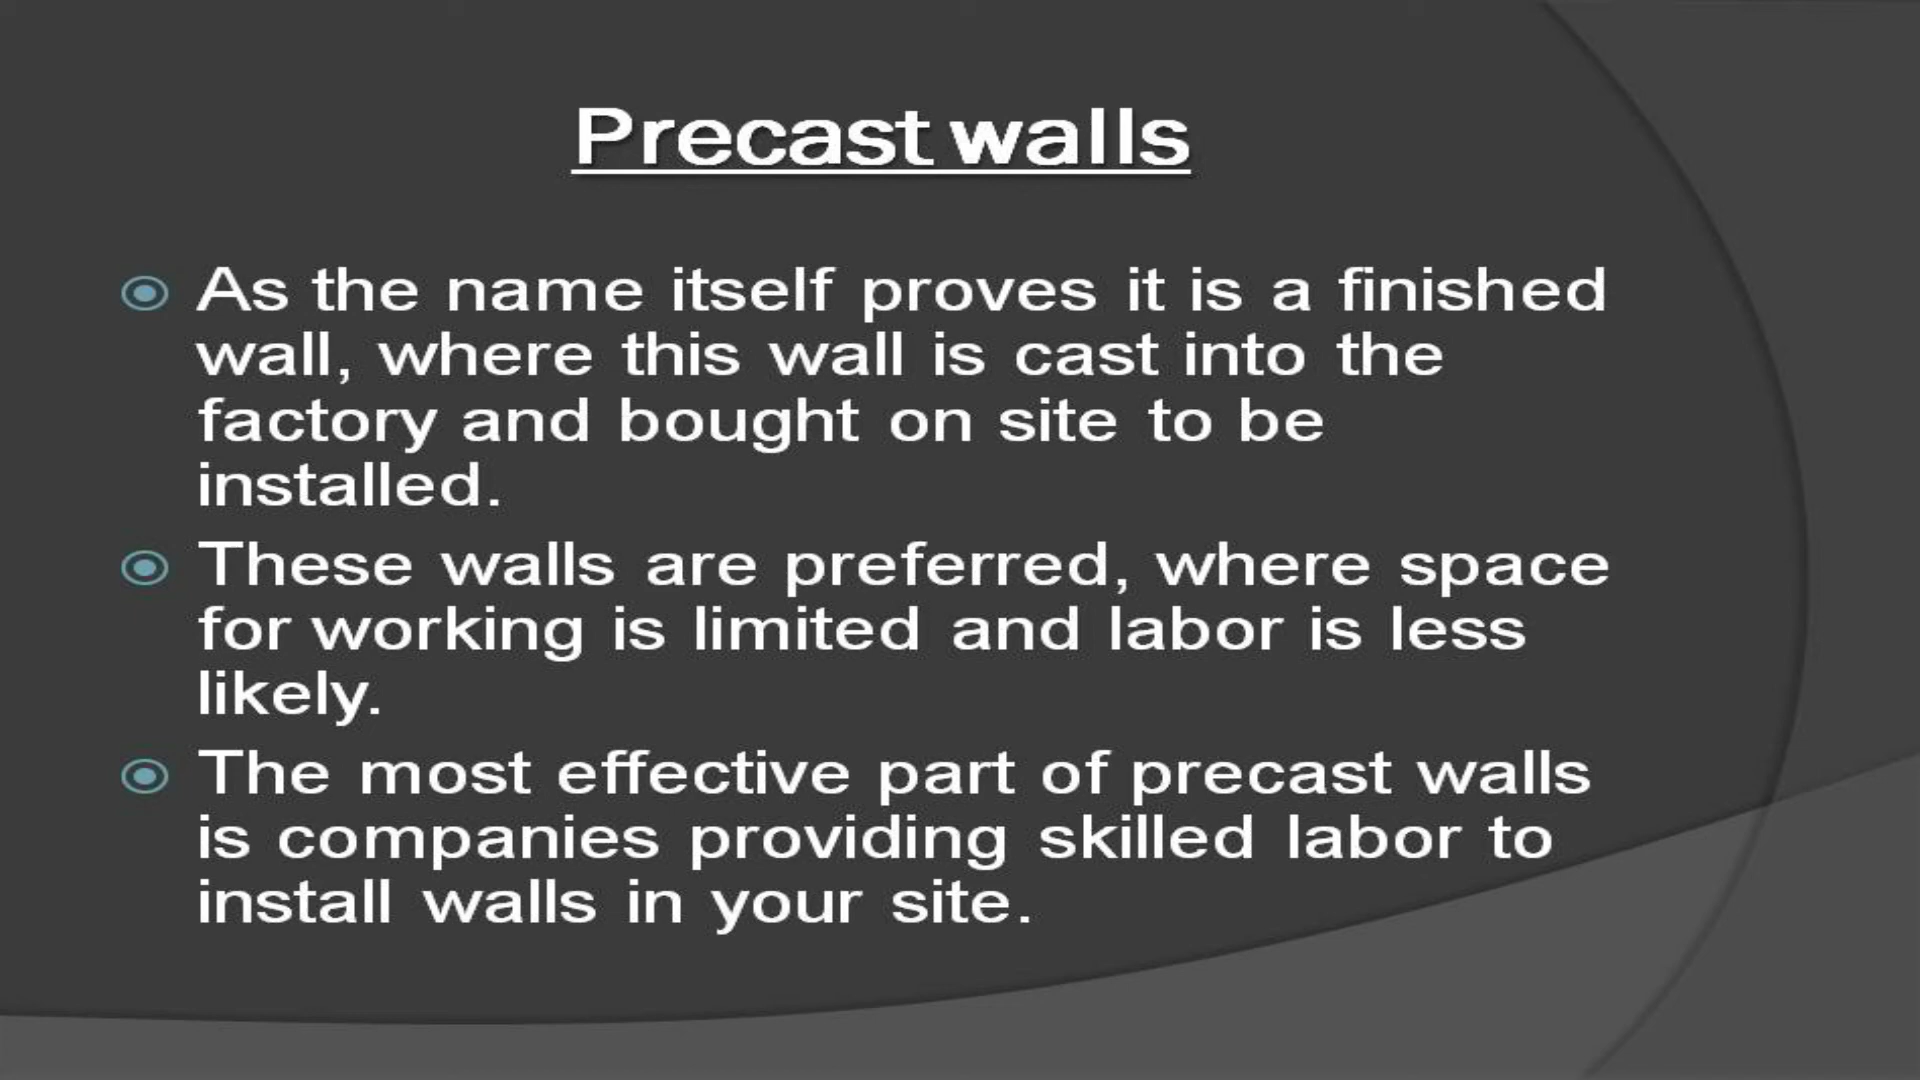 Precast walls
As the name itself proves it is a finished
wall, where this wall is cast into the
factory and bought on site to be
installed.
These walls are preferred, where space
for working is limited and labor is less
likely.
The most effective part of precast walls
is companies providing skilled labor to
install walls in your site.